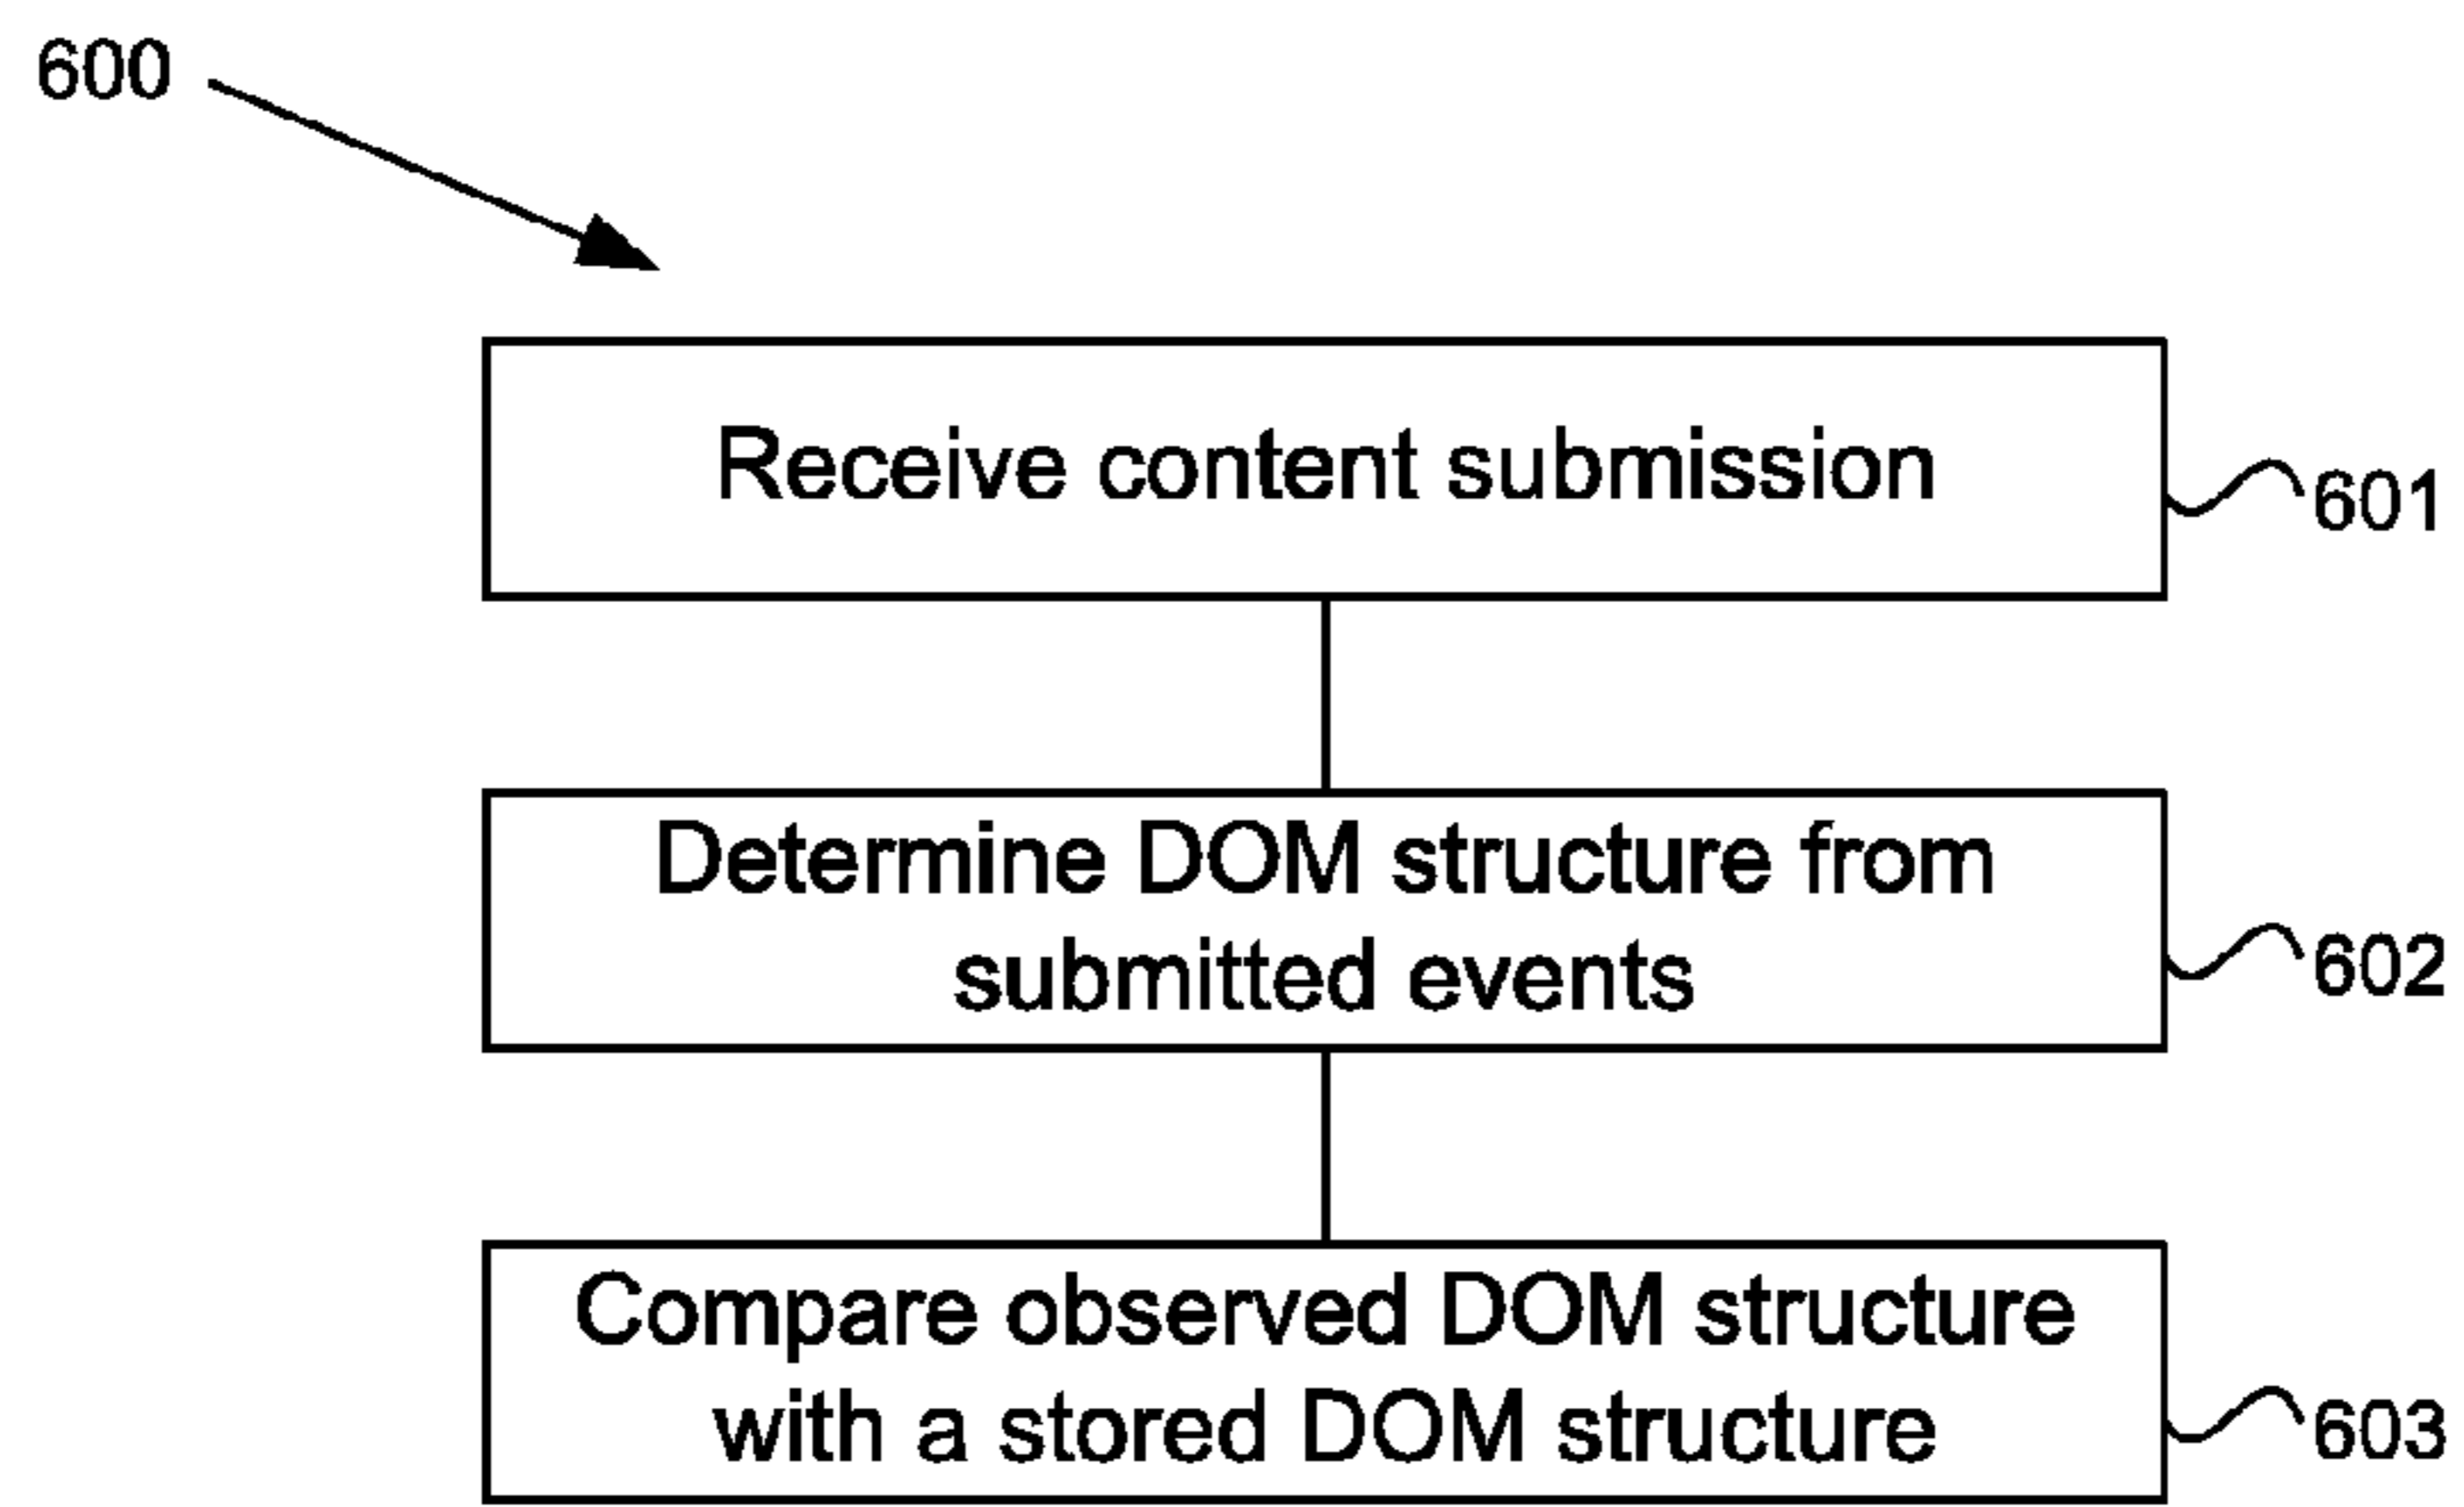 600
Receive content submission
601
Determine DOM structure from
submitted events
602
Compare observed DOM structure
with a stored DOM structure
603